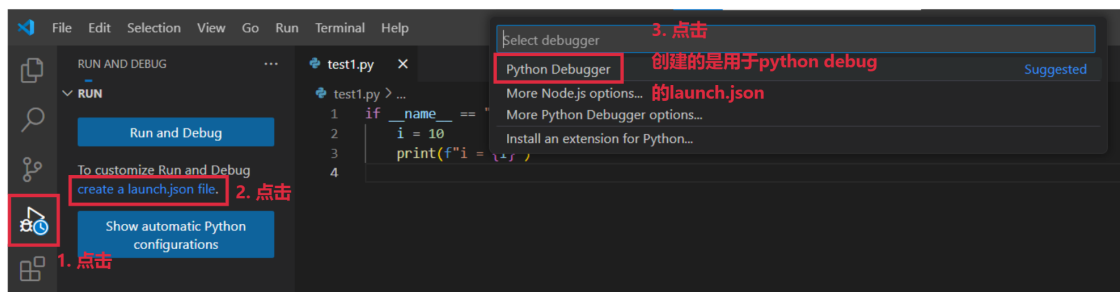 File Edit Selection View Go Run Terminal Help
RUN AND DEBUG ...
RUN
Run and Debug
To customize Run and Debug
create a launch.json file.
Show automatic Python
configurations
1. 点击
2. 点击
test1.py
test1.py > ...
1 if __name__ == "
2 i = 10
3 print(f"i = {i}")
4
Select debugger
Python Debugger
Suggested
More Node.js options...
More Python Debugger options...
Install an extension for Python...
3. 点击
创建的是用于python debug
的launch.json